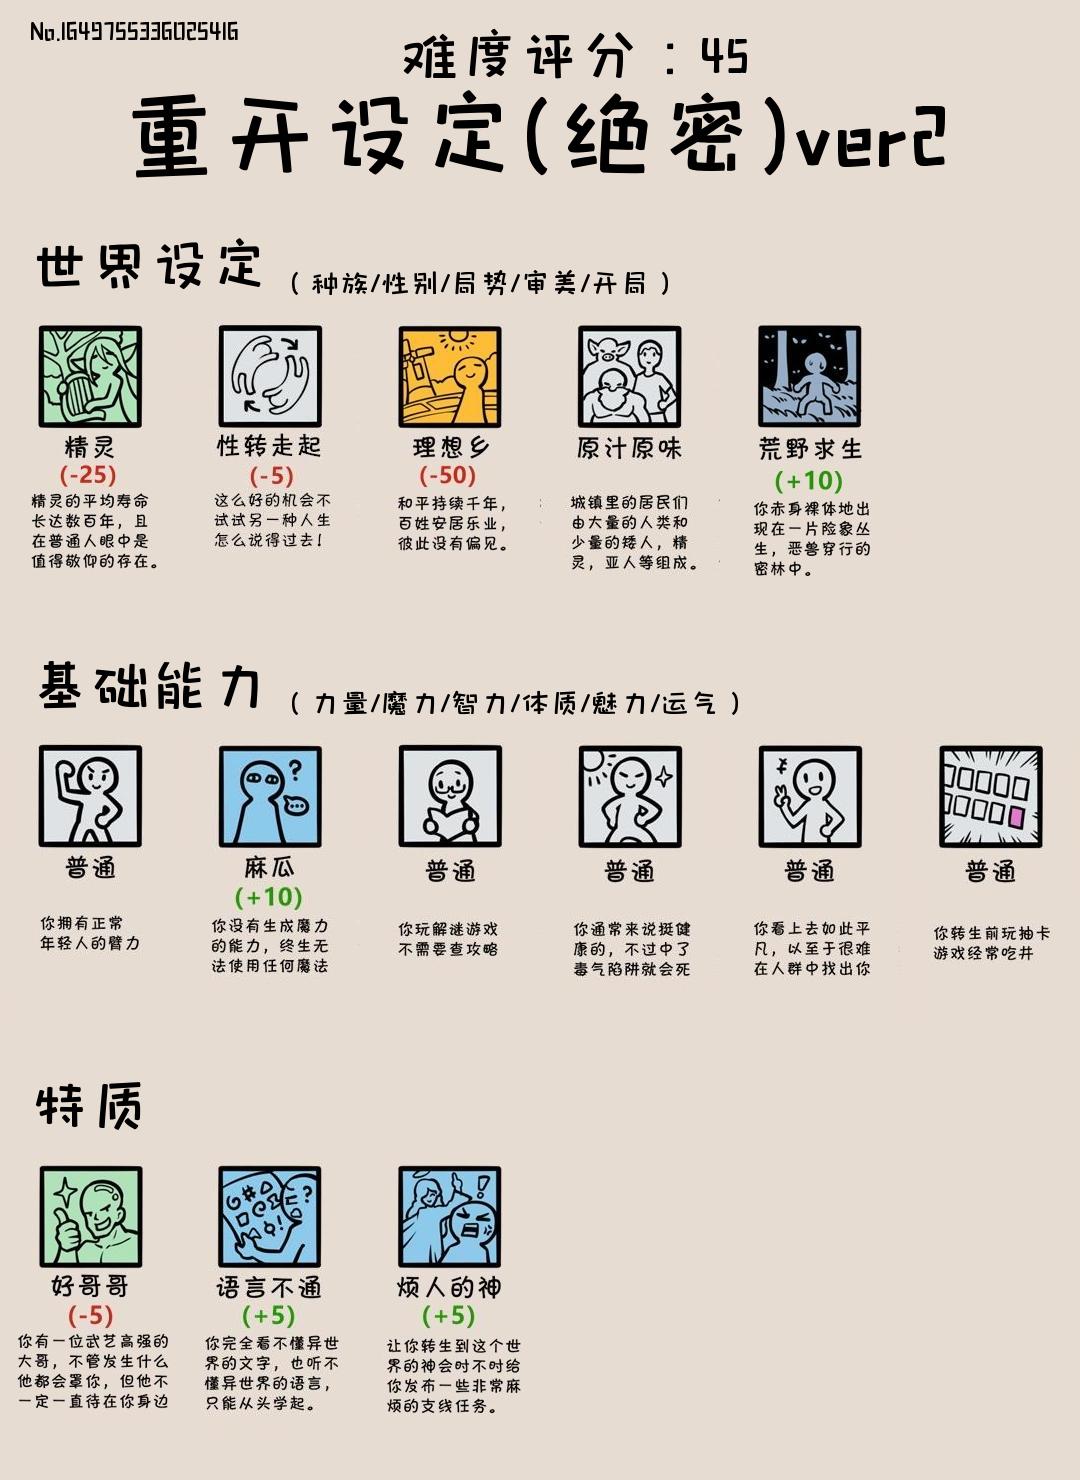 No.1649755336025416
难度评分：45
重开设定(绝密)ver2
世界设定 (种族/性别/局势/审美/开局)
精灵
(-25)
精灵的平均寿命
长达数百年，且
在普通人眼中是
值得敬仰的存在。
性转走起
(-5)
这么好的机会不
试试另一种人生
怎么说得过去!
理想乡
(-50)
和平持续千年，
百姓安居乐业，
彼此没有偏见。
原汁原味
城镇里的居民们
由大量的人类和
少量的矮人，精
灵，亚人等组成。
荒野求生
(+10)
你赤身裸体地出
现在一片险象丛
生，恶兽穿行的
密林中。
基础能力 (力量/魔力/智力/体质/魅力/运气)
普通
你拥有正常
年轻人的臂力
麻瓜
(+10)
你没有生成魔力
的能力，终生无
法使用任何魔法
普通
你玩解谜游戏
不需要查攻略
普通
你通常来说挺健
康的，不过中了
毒气陷阱就会死
普通
你看上去如此平
凡，以至于很难
在人群中找出你
普通
你转生前玩抽卡
游戏经常吃井
特质
好哥哥
(-5)
你有一位武艺高强的
大哥，不管发生什么
他都会罩你，但他不
一定一直待在你身边
语言不通
(+5)
你完全看不懂异世
界的文字，也听不
懂异世界的语言，
只能从头学起。
烦人的神
(+5)
让你转生到这个世
界的神会时不时给
你发布一些非常麻
烦的支线任务。